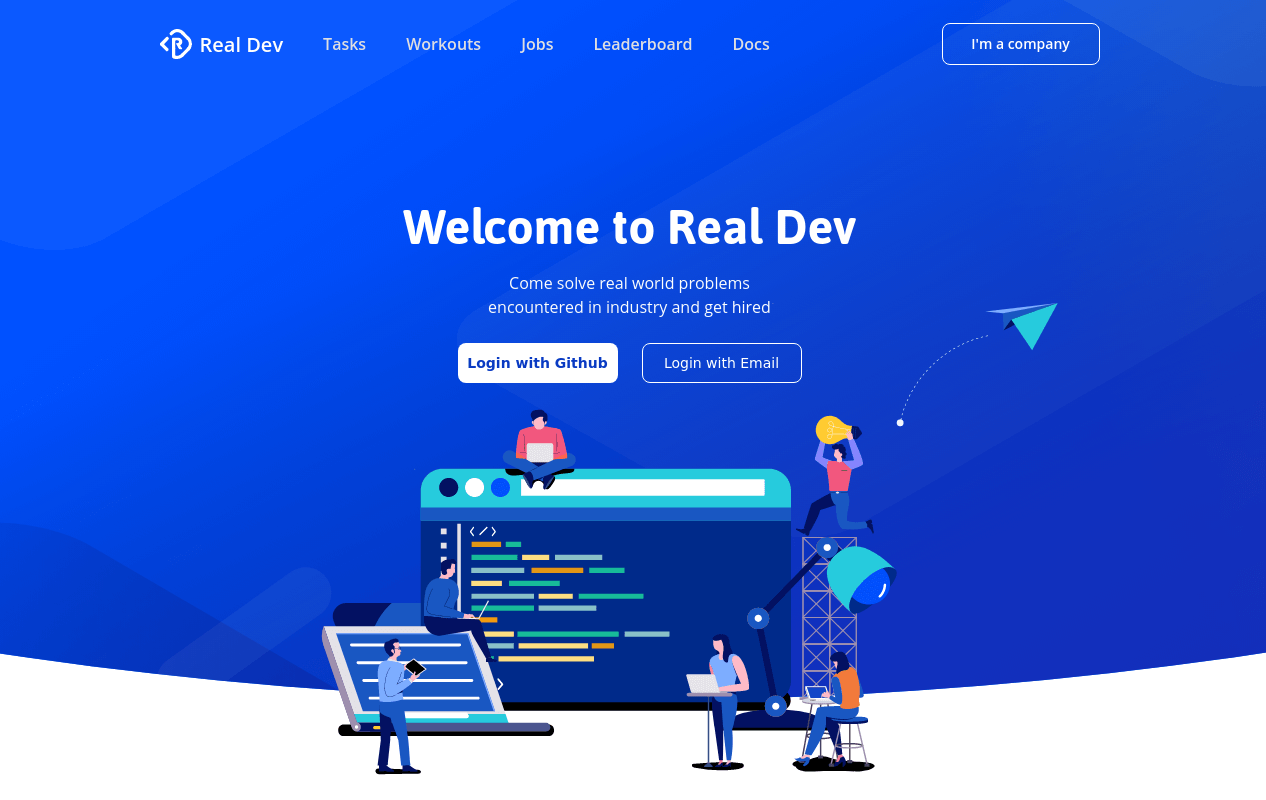 Real Dev
Tasks
Workouts
Jobs
Leaderboard
Docs
I'm a company
Welcome to Real Dev
Come solve real world problems
encountered in industry and get hired
Login with Github
Login with Email